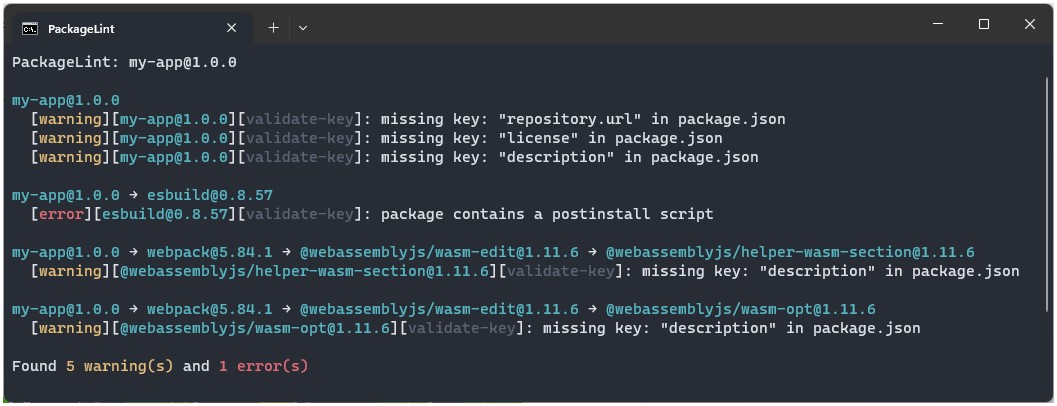 PackageLint
PackageLint: my-app@1.0.0
my-app@1.0.0
[warning][my-app@1.0.0][validate-key]: missing key: "repository.url" in package.json
[warning][my-app@1.0.0][validate-key]: missing key: "license" in package.json
[warning][my-app@1.0.0][validate-key]: missing key: "description" in package.json
my-app@1.0.0 → esbuild@0.8.57
[error][esbuild@0.8.57][validate-key]: package contains a postinstall script
my-app@1.0.0 → webpack@5.84.1 → @webassemblyjs/wasm-edit@1.11.6 → @webassemblyjs/helper-wasm-section@1.11.6
[warning][@webassemblyjs/helper-wasm-section@1.11.6][validate-key]: missing key: "description" in package.json
my-app@1.0.0 → webpack@5.84.1 → @webassemblyjs/wasm-edit@1.11.6 → @webassemblyjs/wasm-opt@1.11.6
[warning][@webassemblyjs/wasm-opt@1.11.6][validate-key]: missing key: "description" in package.json
Found 5 warning(s) and 1 error(s)